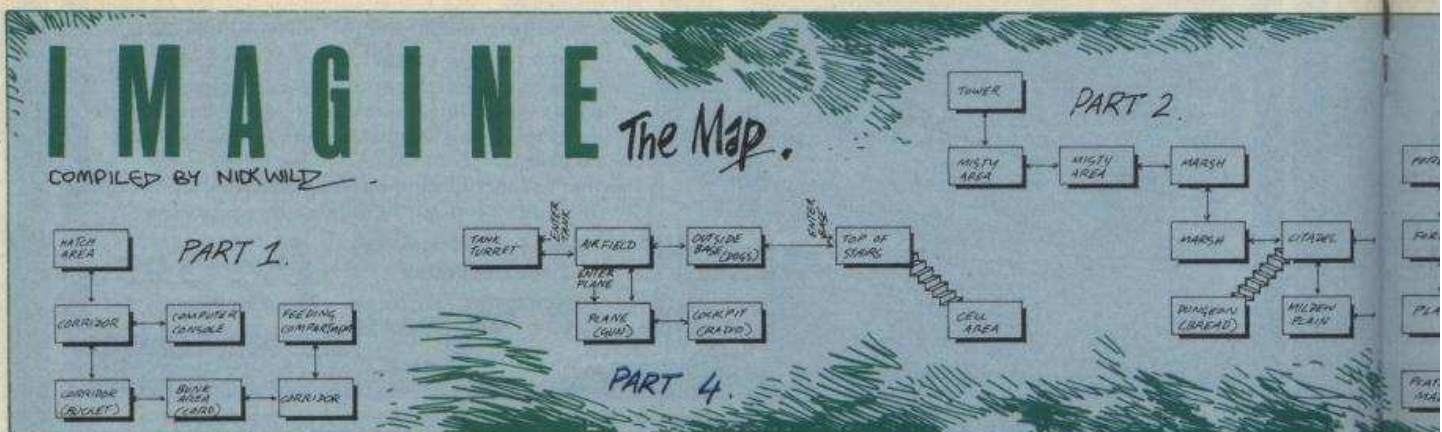 IMAGINE
The Map.
COMPILED BY NICK WILD
PART 1.
HATCH
AREA
CORRIDOR
COMPUTER
CONSOLE
FEEDING
COMPARTMENT
CORRIDOR
(BUCKET)
BUNK
AREA
(CARD)
CORRIDOR
PART 4.
TANK
TURRET
ENTER
TANK
AIRFIELD
OUTSIDE
BASE (DOGS)
ENTER
BASE
TOP OF
STAIRS
ENTER
PLANE
PLANE
(GUN)
COCKPIT
(RADIO)
CELL
AREA
PART 2.
TOWER
MISTY
AREA
MISTY
AREA
MARSH
MARSH
CITADEL
DUNGEON
(BREAD)
MILDEW
PLAIN